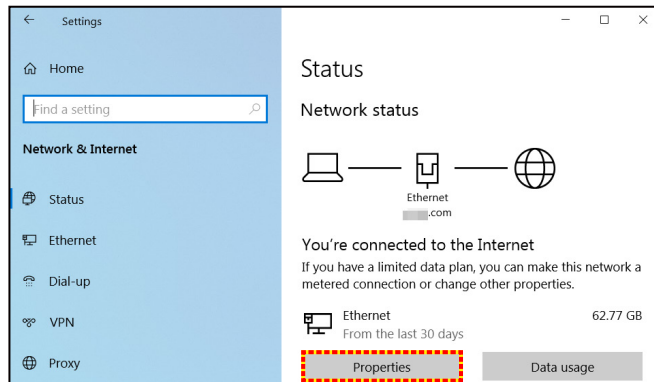 Settings
Home
Find a setting
Network & Internet
Status
Ethernet
Dial-up
VPN
Proxy
Status
Network status
Ethernet
.com
You're connected to the Internet
If you have a limited data plan, you can make this network a
metered connection or change other properties.
Ethernet 62.77 GB
From the last 30 days
Properties Data usage